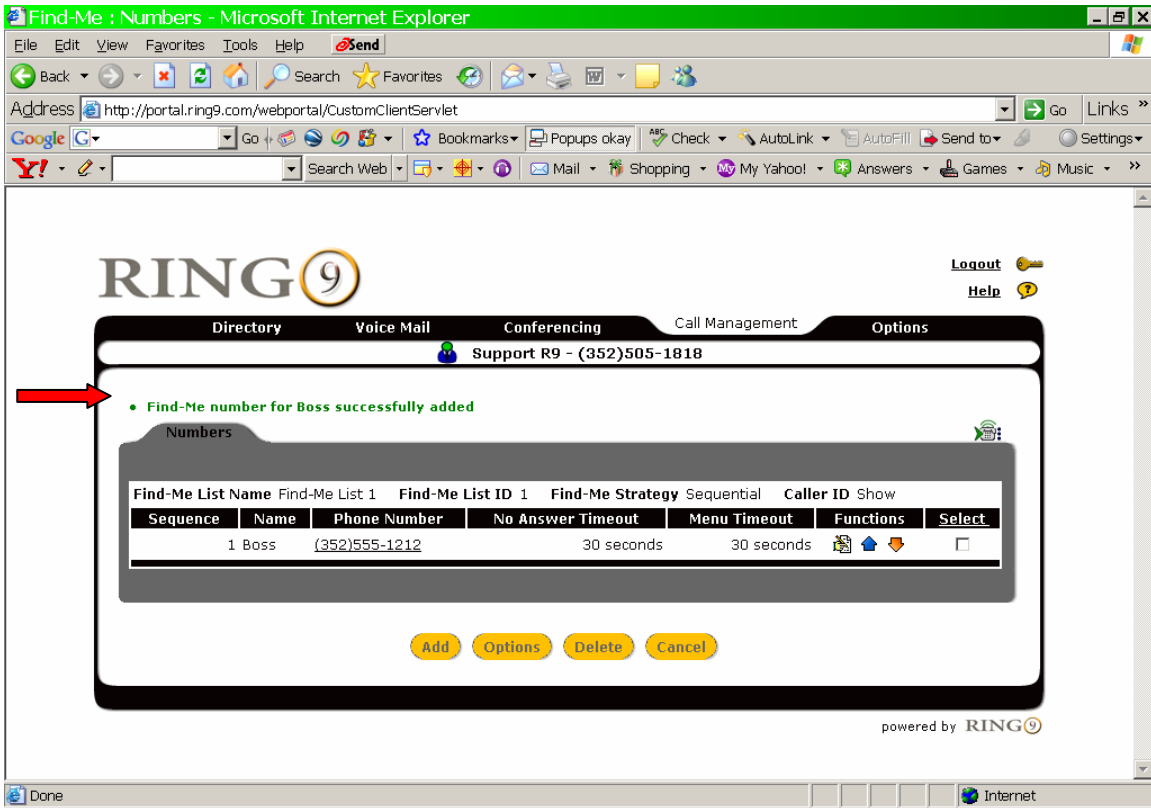 Find-Me : Numbers - Microsoft Internet Explorer
File Edit View Favorites Tools Help Send
Back Search Favorites W
Address http://portal.ring9.com/webportal/CustomClientServlet Go Links »
Google G Go Bookmarks Popups okay ABC Check AutoLink AutoFill Send to Settings
Y! Search Web Mail Shopping My My Yahoo! Answers Games Music »
RING9
Logout
Help
Directory Voice Mail Conferencing Call Management Options
Support R9 - (352)505-1818
• Find-Me number for Boss successfully added
Numbers
Find-Me List Name Find-Me List 1 Find-Me List ID 1 Find-Me Strategy Sequential Caller ID Show
Sequence Name Phone Number No Answer Timeout Menu Timeout Functions Select
1 Boss (352)555-1212 30 seconds 30 seconds
Add Options Delete Cancel
powered by RING9
Done Internet